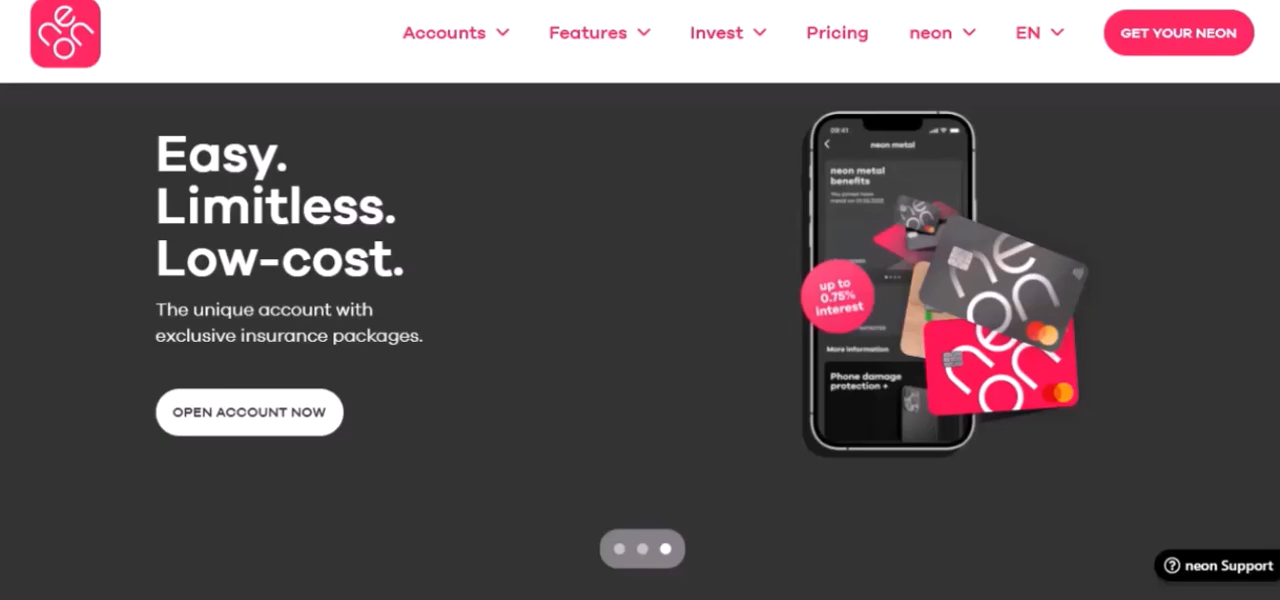 neon
Accounts
Features
Invest
Pricing
neon
EN
GET YOUR NEON
Easy.
Limitless.
Low-cost.
The unique account with
exclusive insurance packages.
OPEN ACCOUNT NOW
09:41
neon metal
neon metal
benefits
up to
0.75%
interest
More information
Phone damage
protection +
neon
neon
neon Support